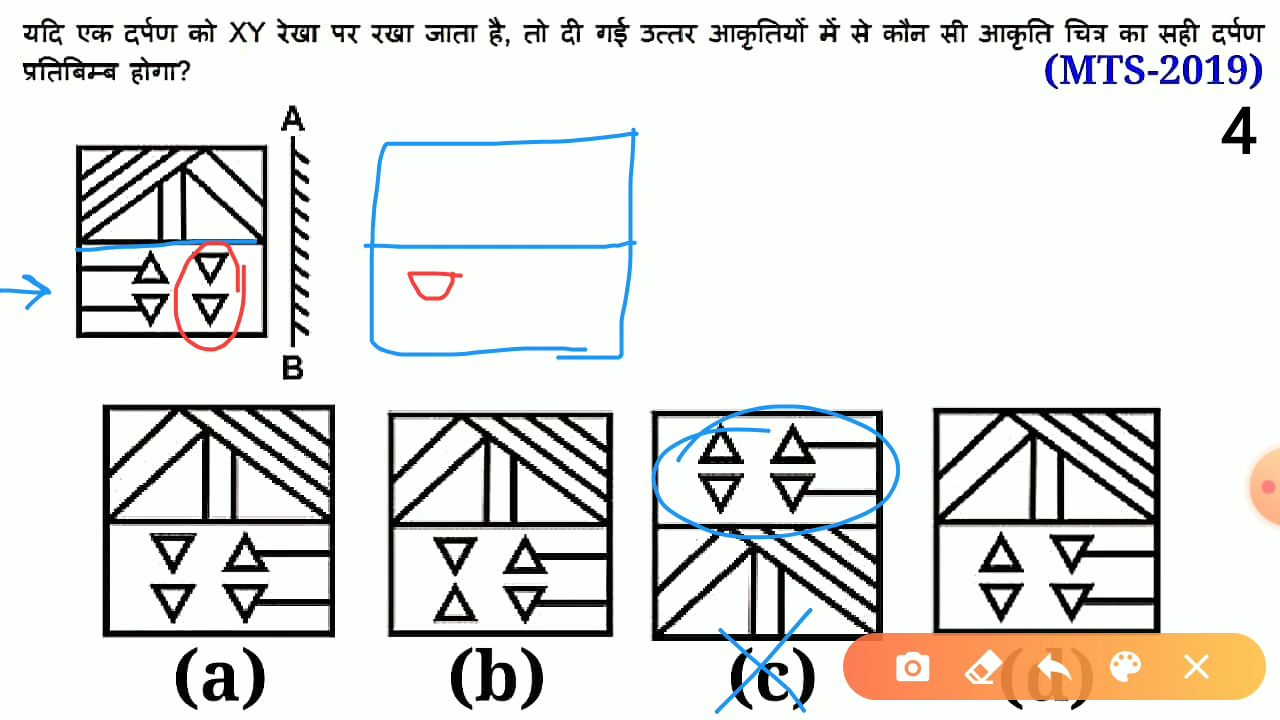 यदि एक दर्पण को XY रेखा पर रखा जाता है, तो दी गई उत्तर आकृतियों में से कौन सी आकृति चित्र का सही दर्पण
प्रतिबिम्ब होगा?
(MTS-2019)
4
A
B
(a) (b) (c) (d)